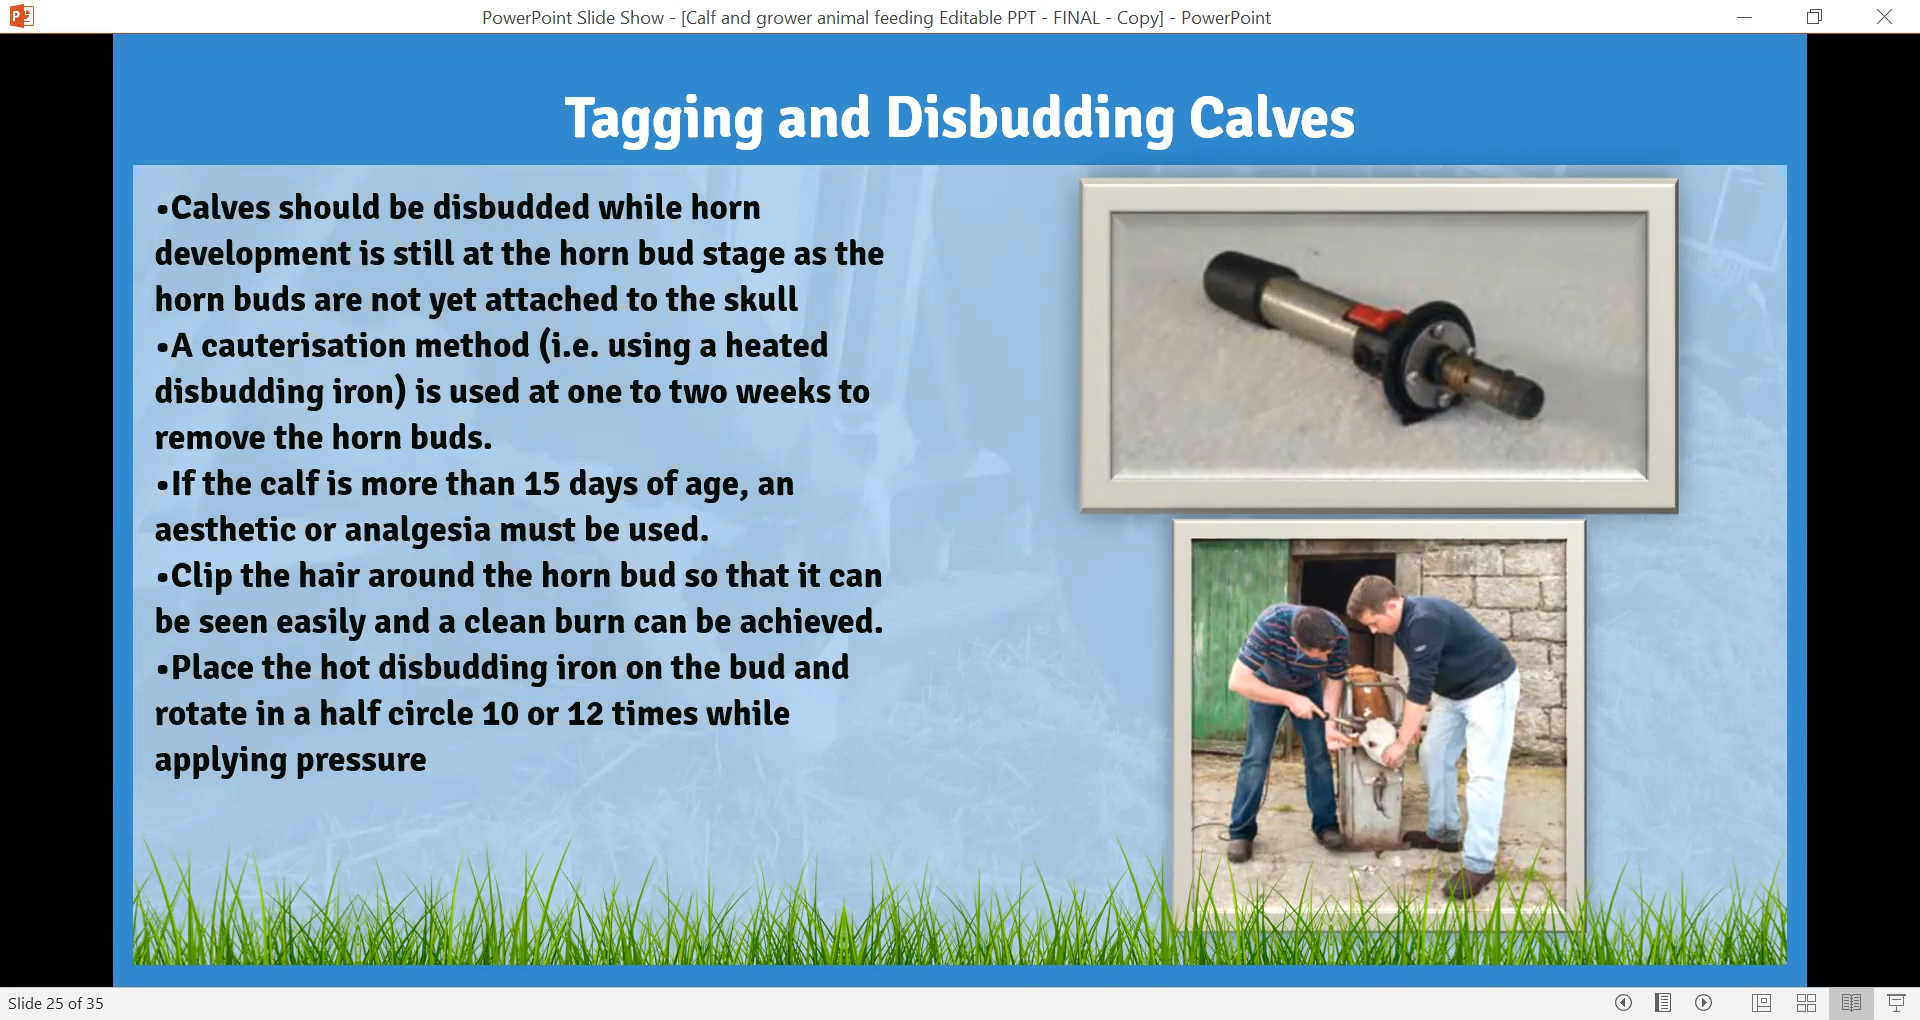 PowerPoint Slide Show - [Calf and grower animal feeding Editable PPT - FINAL - Copy] - PowerPoint
Tagging and Disbudding Calves
•Calves should be disbudded while horn
development is still at the horn bud stage as the
horn buds are not yet attached to the skull
•A cauterisation method (i.e. using a heated
disbudding iron) is used at one to two weeks to
remove the horn buds.
•If the calf is more than 15 days of age, an
aesthetic or analgesia must be used.
•Clip the hair around the horn bud so that it can
be seen easily and a clean burn can be achieved.
•Place the hot disbudding iron on the bud and
rotate in a half circle 10 or 12 times while
applying pressure
Slide 25 of 35